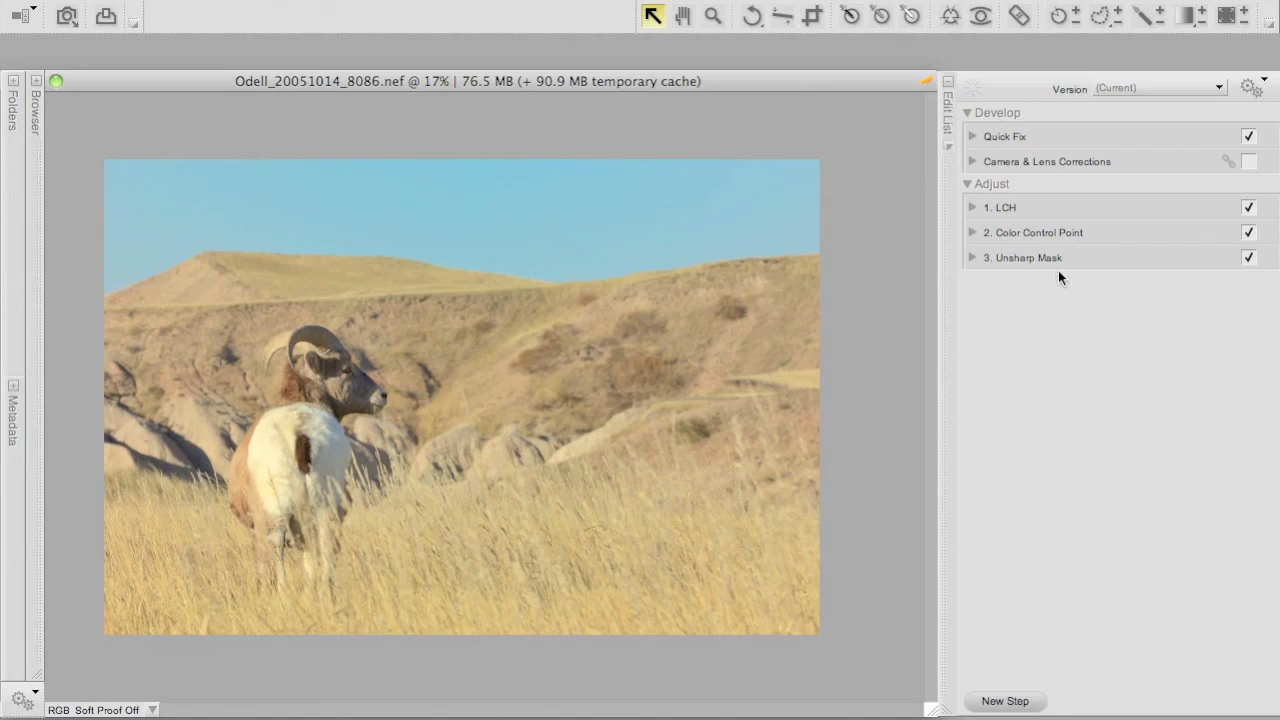 Odell_20051014_8086.nef @ 17% | 76.5 MB (+ 90.9 MB temporary cache)
Folders
Browser
Metadata
Edit List
Version (Current)
Develop
Quick Fix
Camera & Lens Corrections
Adjust
1. LCH
2. Color Control Point
3. Unsharp Mask
New Step
RGB Soft Proof Off